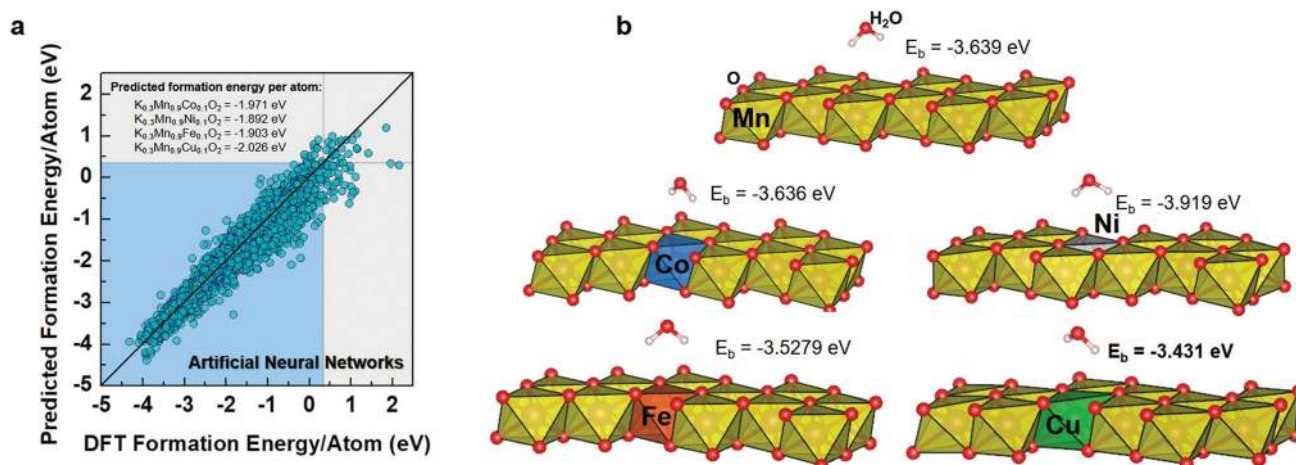 a
Predicted Formation Energy/Atom (eV)
2
1
0
-1
-2
-3
-4
-5
Predicted formation energy per atom:
K0.3Mn0.9Co0.1O2 = -1.971 eV
K0.3Mn0.9Ni0.1O2 = -1.892 eV
K0.3Mn0.9Fe0.1O2 = -1.903 eV
K0.3Mn0.9Cu0.1O2 = -2.026 eV
Artificial Neural Networks
-5 -4 -3 -2 -1 0 1 2
DFT Formation Energy/Atom (eV)
b
H2O
Eb = -3.639 eV
O
Mn
Eb = -3.636 eV
Co
Eb = -3.919 eV
Ni
Eb = -3.5279 eV
Fe
Eb = -3.431 eV
Cu